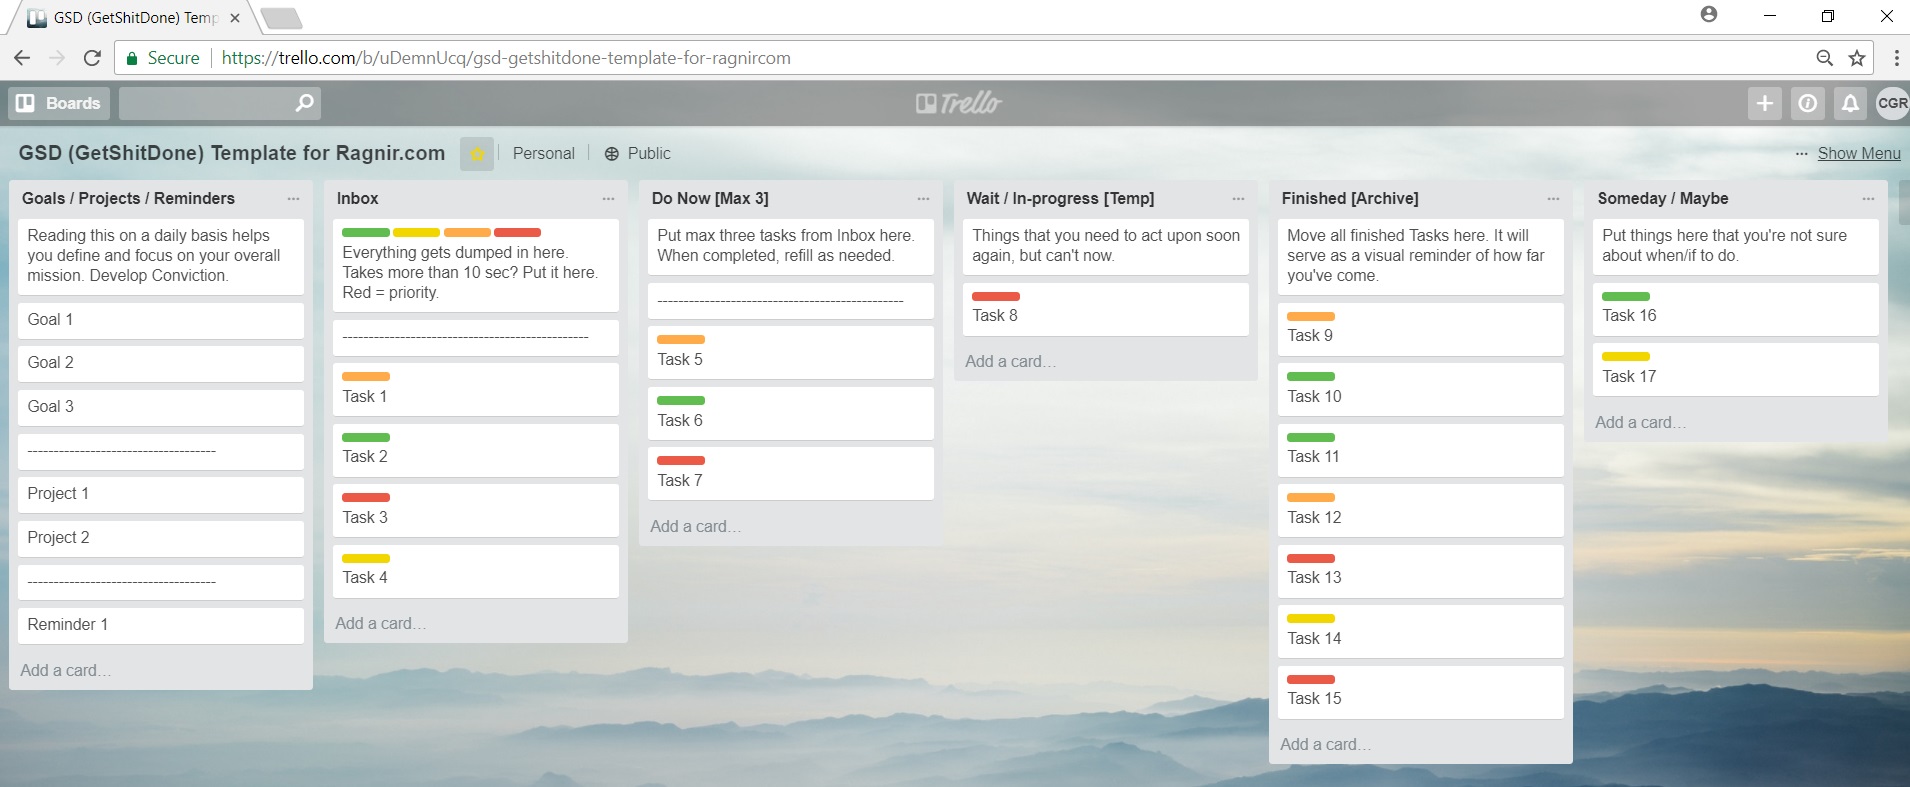 GSD (GetShitDone) Temp
Secure
https://trello.com/b/uDemnUcq/gsd-getshitdone-template-for-ragnircom
Boards
Trello
CGR
GSD (GetShitDone) Template for Ragnir.com
Personal
Public
... Show Menu
Goals / Projects / Reminders
Reading this on a daily basis helps
you define and focus on your overall
mission. Develop Conviction.
Goal 1
Goal 2
Goal 3
------------------------------------
Project 1
Project 2
------------------------------------
Reminder 1
Add a card…
Inbox
Everything gets dumped in here.
Takes more than 10 sec? Put it here.
Red = priority.
-----------------------------------------------
Task 1
Task 2
Task 3
Task 4
Add a card…
Do Now [Max 3]
Put max three tasks from Inbox here.
When completed, refill as needed.
-----------------------------------------------
Task 5
Task 6
Task 7
Add a card…
Wait / In-progress [Temp]
Things that you need to act upon soon
again, but can't now.
Task 8
Add a card…
Finished [Archive]
Move all finished Tasks here. It will
serve as a visual reminder of how far
you've come.
Task 9
Task 10
Task 11
Task 12
Task 13
Task 14
Task 15
Add a card…
Someday / Maybe
Put things here that you're not sure
about when/if to do.
Task 16
Task 17
Add a card…